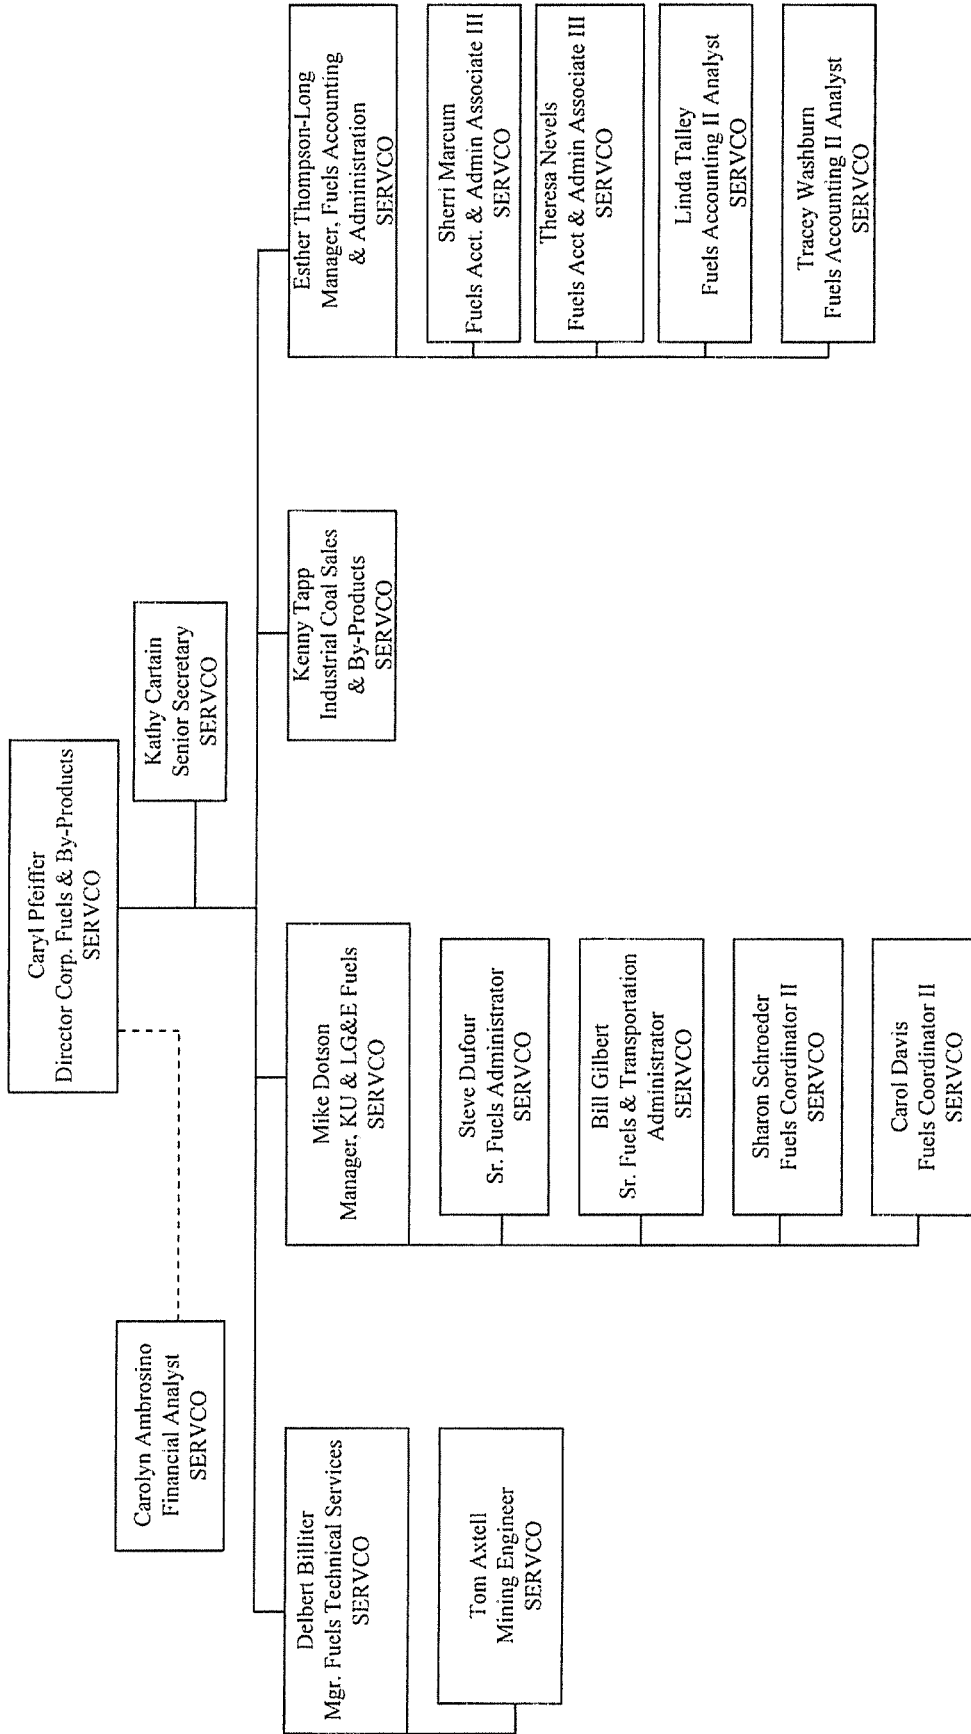 Caryl Pfeiffer
Director Corp. Fuels & By-Products
SERVCO
Kathy Cartain
Senior Secretary
SERVCO
Carolyn Ambrosino
Financial Analyst
SERVCO
Delbert Billiter
Mgr. Fuels Technical Services
SERVCO
Tom Axtell
Mining Engineer
SERVCO
Mike Dotson
Manager, KU & LG&E Fuels
SERVCO
Steve Dufour
Sr. Fuels Administrator
SERVCO
Bill Gilbert
Sr. Fuels & Transportation
Administrator
SERVCO
Sharon Schroeder
Fuels Coordinator II
SERVCO
Carol Davis
Fuels Coordinator II
SERVCO
Kenny Tapp
Industrial Coal Sales
& By-Products
SERVCO
Esther Thompson-Long
Manager, Fuels Accounting
& Administration
SERVCO
Sherri Marcum
Fuels Acct. & Admin Associate III
SERVCO
Theresa Nevels
Fuels Acct & Admin Associate III
SERVCO
Linda Talley
Fuels Accounting II Analyst
SERVCO
Tracey Washburn
Fuels Accounting II Analyst
SERVCO